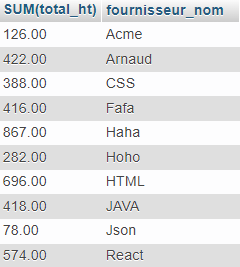 SUM(total_ht) fournisseur_nom
126.00 Acme
422.00 Arnaud
388.00 CSS
416.00 Fafa
867.00 Haha
282.00 Hoho
696.00 HTML
418.00 JAVA
78.00 Json
574.00 React